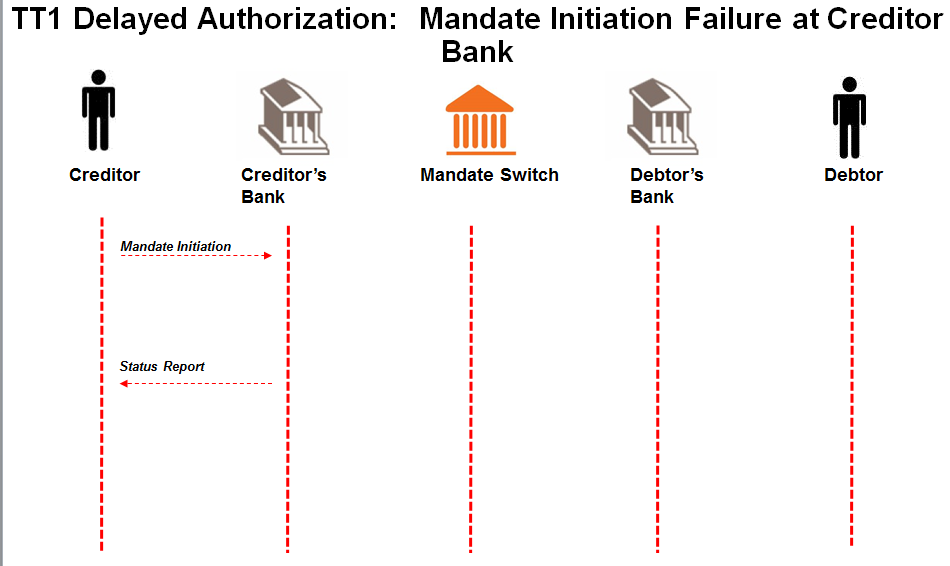 TT1 Delayed Authorization: Mandate Initiation Failure at Creditor
Bank
Creditor
Creditor's
Bank
Mandate Switch
Debtor's
Bank
Debtor
Mandate Initiation
Status Report